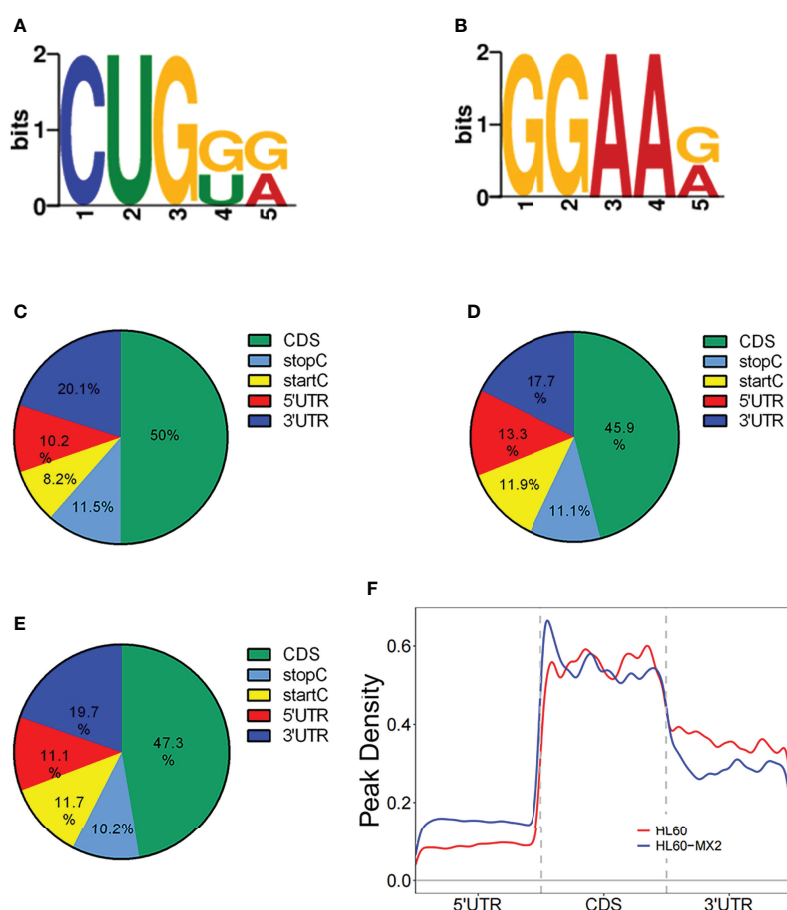 A
bits
2
1
0
CUGGG
UA
1 2 3 4 5
B
bits
2
1
0
GGAAG
A
1 2 3 4 5
C
20.1%
50%
10.2
%
8.2%
11.5%
CDS
stopC
startC
5'UTR
3'UTR
D
17.7
%
45.9
%
13.3
%
11.9%
11.1%
CDS
stopC
startC
5'UTR
3'UTR
E
19.7
%
47.3
%
11.1
%
11.7
%
10.2%
CDS
stopC
startC
5'UTR
3'UTR
F
Peak Density
0.6
0.4
0.2
0.0
HL60
HL60-MX2
5'UTR
CDS
3'UTR